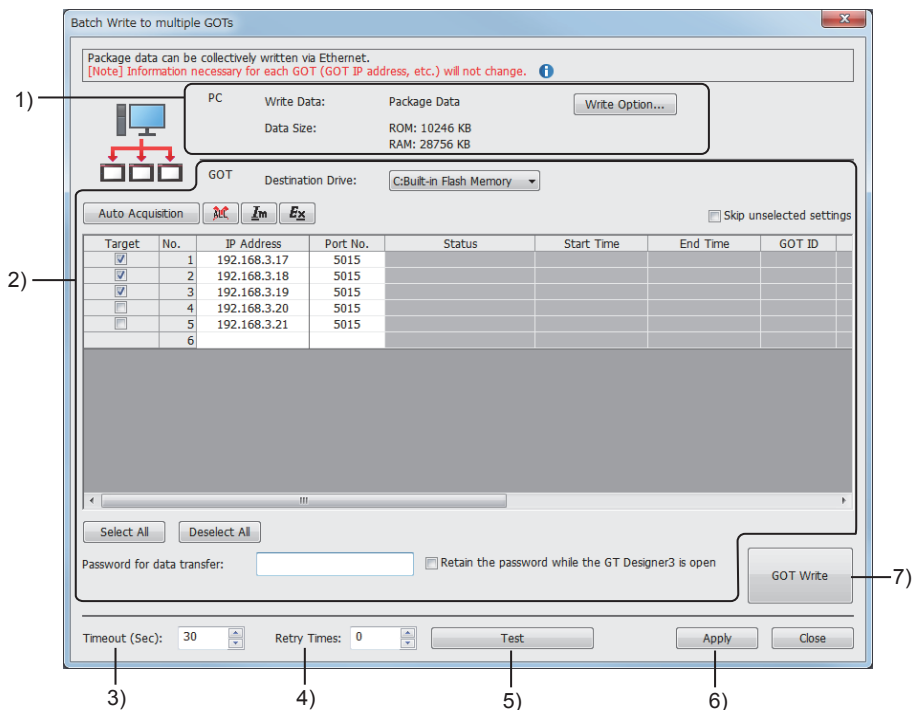 Batch Write to multiple GOTs
Package data can be collectively written via Ethernet.
[Note] Information necessary for each GOT (GOT IP address, etc.) will not change.
1)
PC Write Data: Package Data Write Option...
Data Size: ROM: 10246 KB
RAM: 28756 KB
GOT Destination Drive: C:Built-in Flash Memory
Auto Acquisition ALL Im Ex Skip unselected settings
Target No. IP Address Port No. Status Start Time End Time GOT ID
1 192.168.3.17 5015
2)
2 192.168.3.18 5015
3 192.168.3.19 5015
4 192.168.3.20 5015
5 192.168.3.21 5015
6
Select All Deselect All
Password for data transfer: Retain the password while the GT Designer3 is open
GOT Write
7)
Timeout (Sec): 30 Retry Times: 0 Test Apply Close
3) 4) 5) 6)